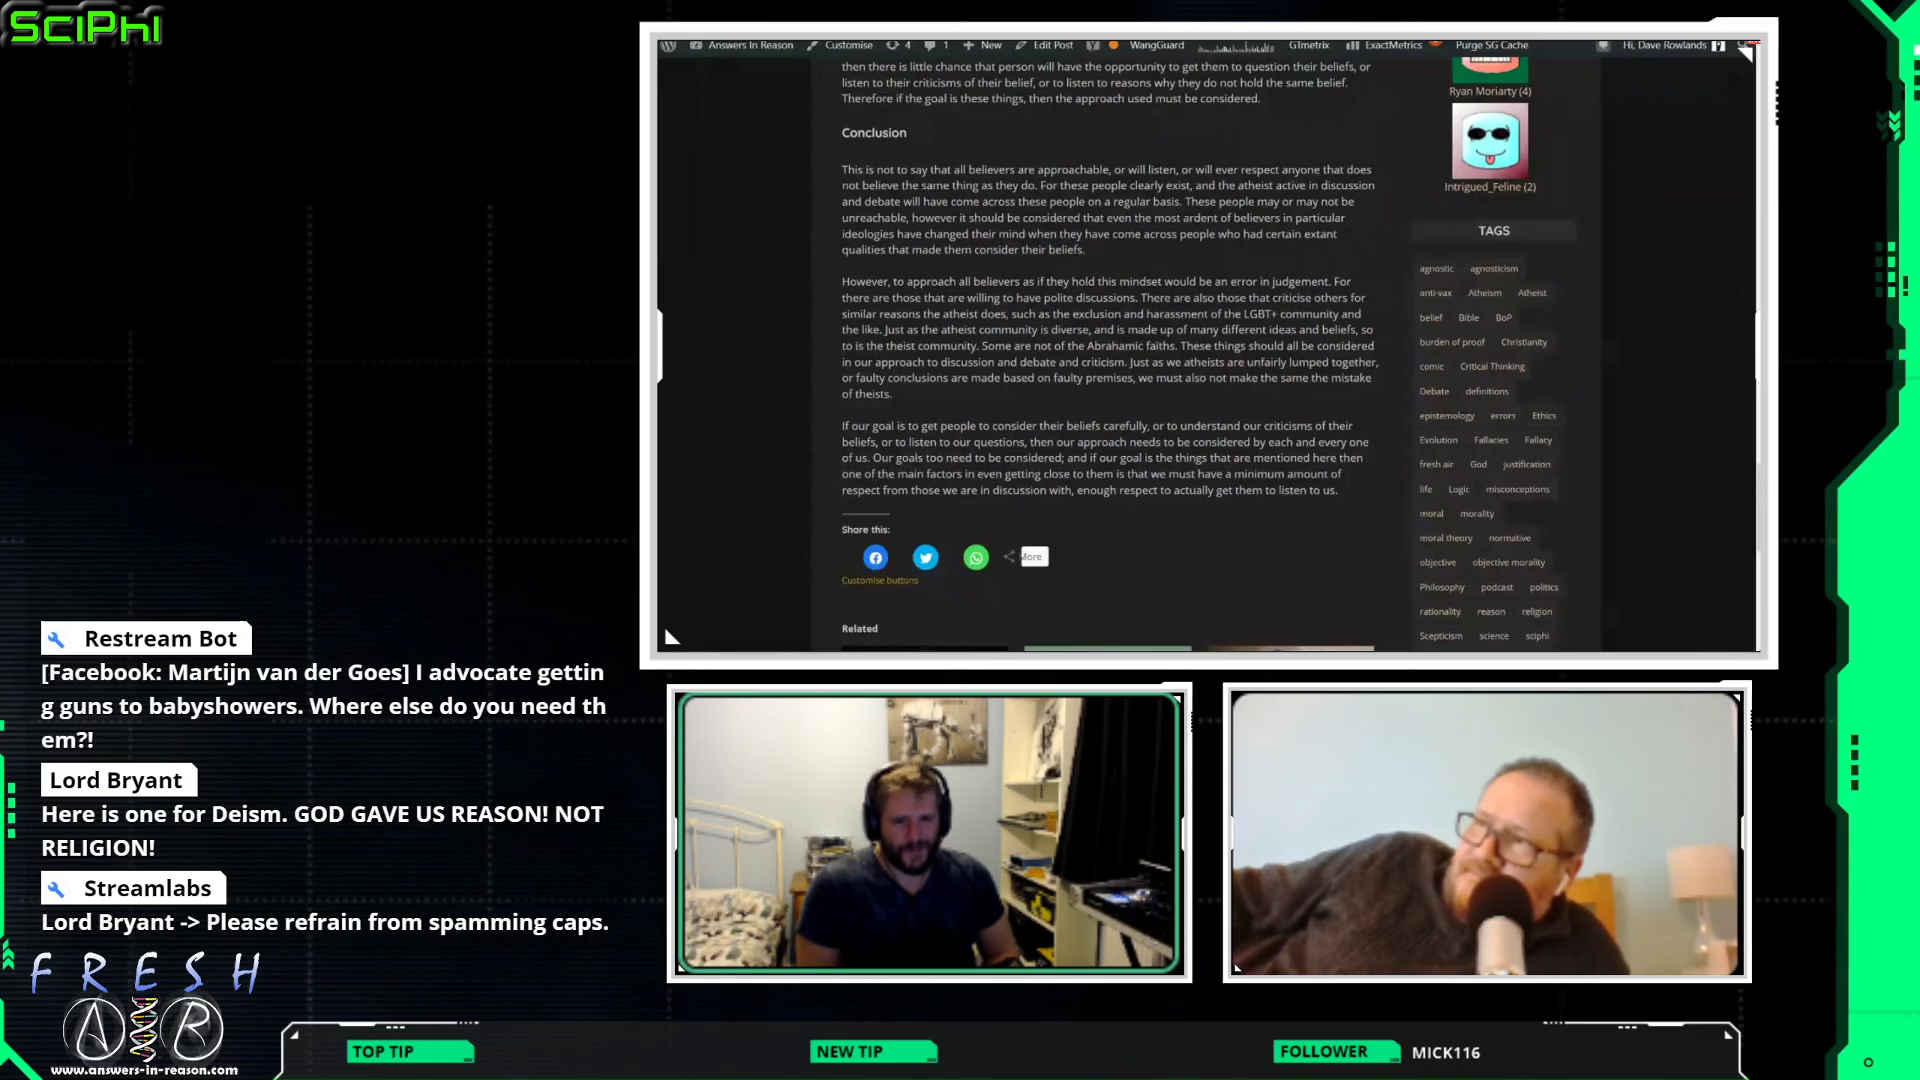 SciPhi
Answers In Reason Customise 4 1 New Edit Post WangGuard GTmetrix ExactMetrics Purge SG Cache Hi, Dave Rowlands
then there is little chance that person will have the opportunity to get them to question their beliefs, or
listen to their criticisms of their belief, or to listen to reasons why they do not hold the same belief.
Therefore if the goal is these things, then the approach used must be considered.
Conclusion
This is not to say that all believers are approachable, or will listen, or will ever respect anyone that does
not believe the same thing as they do. For these people clearly exist, and the atheist active in discussion
and debate will have come across these people on a regular basis. These people may or may not be
unreachable, however it should be considered that even the most ardent of believers in particular
ideologies have changed their mind when they have come across people who had certain extant
qualities that made them consider their beliefs.
However, to approach all believers as if they hold this mindset would be an error in judgement. For
there are those that are willing to have polite discussions. There are also those that criticise others for
similar reasons the atheist does, such as the exclusion and harassment of the LGBT+ community and
the like. Just as the atheist community is diverse, and is made up of many different ideas and beliefs, so
to is the theist community. Some are not of the Abrahamic faiths. These things should all be considered
in our approach to discussion and debate and criticism. Just as we atheists are unfairly lumped together,
or faulty conclusions are made based on faulty premises, we must also not make the same the mistake
of theists.
If our goal is to get people to consider their beliefs carefully, or to understand our criticisms of their
beliefs, or to listen to our questions, then our approach needs to be considered by each and every one
of us. Our goals too need to be considered; and if our goal is the things that are mentioned here then
one of the main factors in even getting close to them is that we must have a minimum amount of
respect from those we are in discussion with, enough respect to actually get them to listen to us.
Share this:
More
Customise buttons
Related
Ryan Moriarty (4)
Intrigued_Feline (2)
TAGS
agnostic agnosticism
anti-vax Atheism Atheist
belief Bible BoP
burden of proof Christianity
comic Critical Thinking
Debate definitions
epistemology errors Ethics
Evolution Fallacies Fallacy
fresh air God justification
life Logic misconceptions
moral morality
moral theory normative
objective objective morality
Philosophy podcast politics
rationality reason religion
Scepticism science sciphi
Restream Bot
[Facebook: Martijn van der Goes] I advocate gettin
g guns to babyshowers. Where else do you need th
em?!
Lord Bryant
Here is one for Deism. GOD GAVE US REASON! NOT
RELIGION!
Streamlabs
Lord Bryant -> Please refrain from spamming caps.
FRESH
A R
www.answers-in-reason.com
TOP TIP
NEW TIP
FOLLOWER MICK116